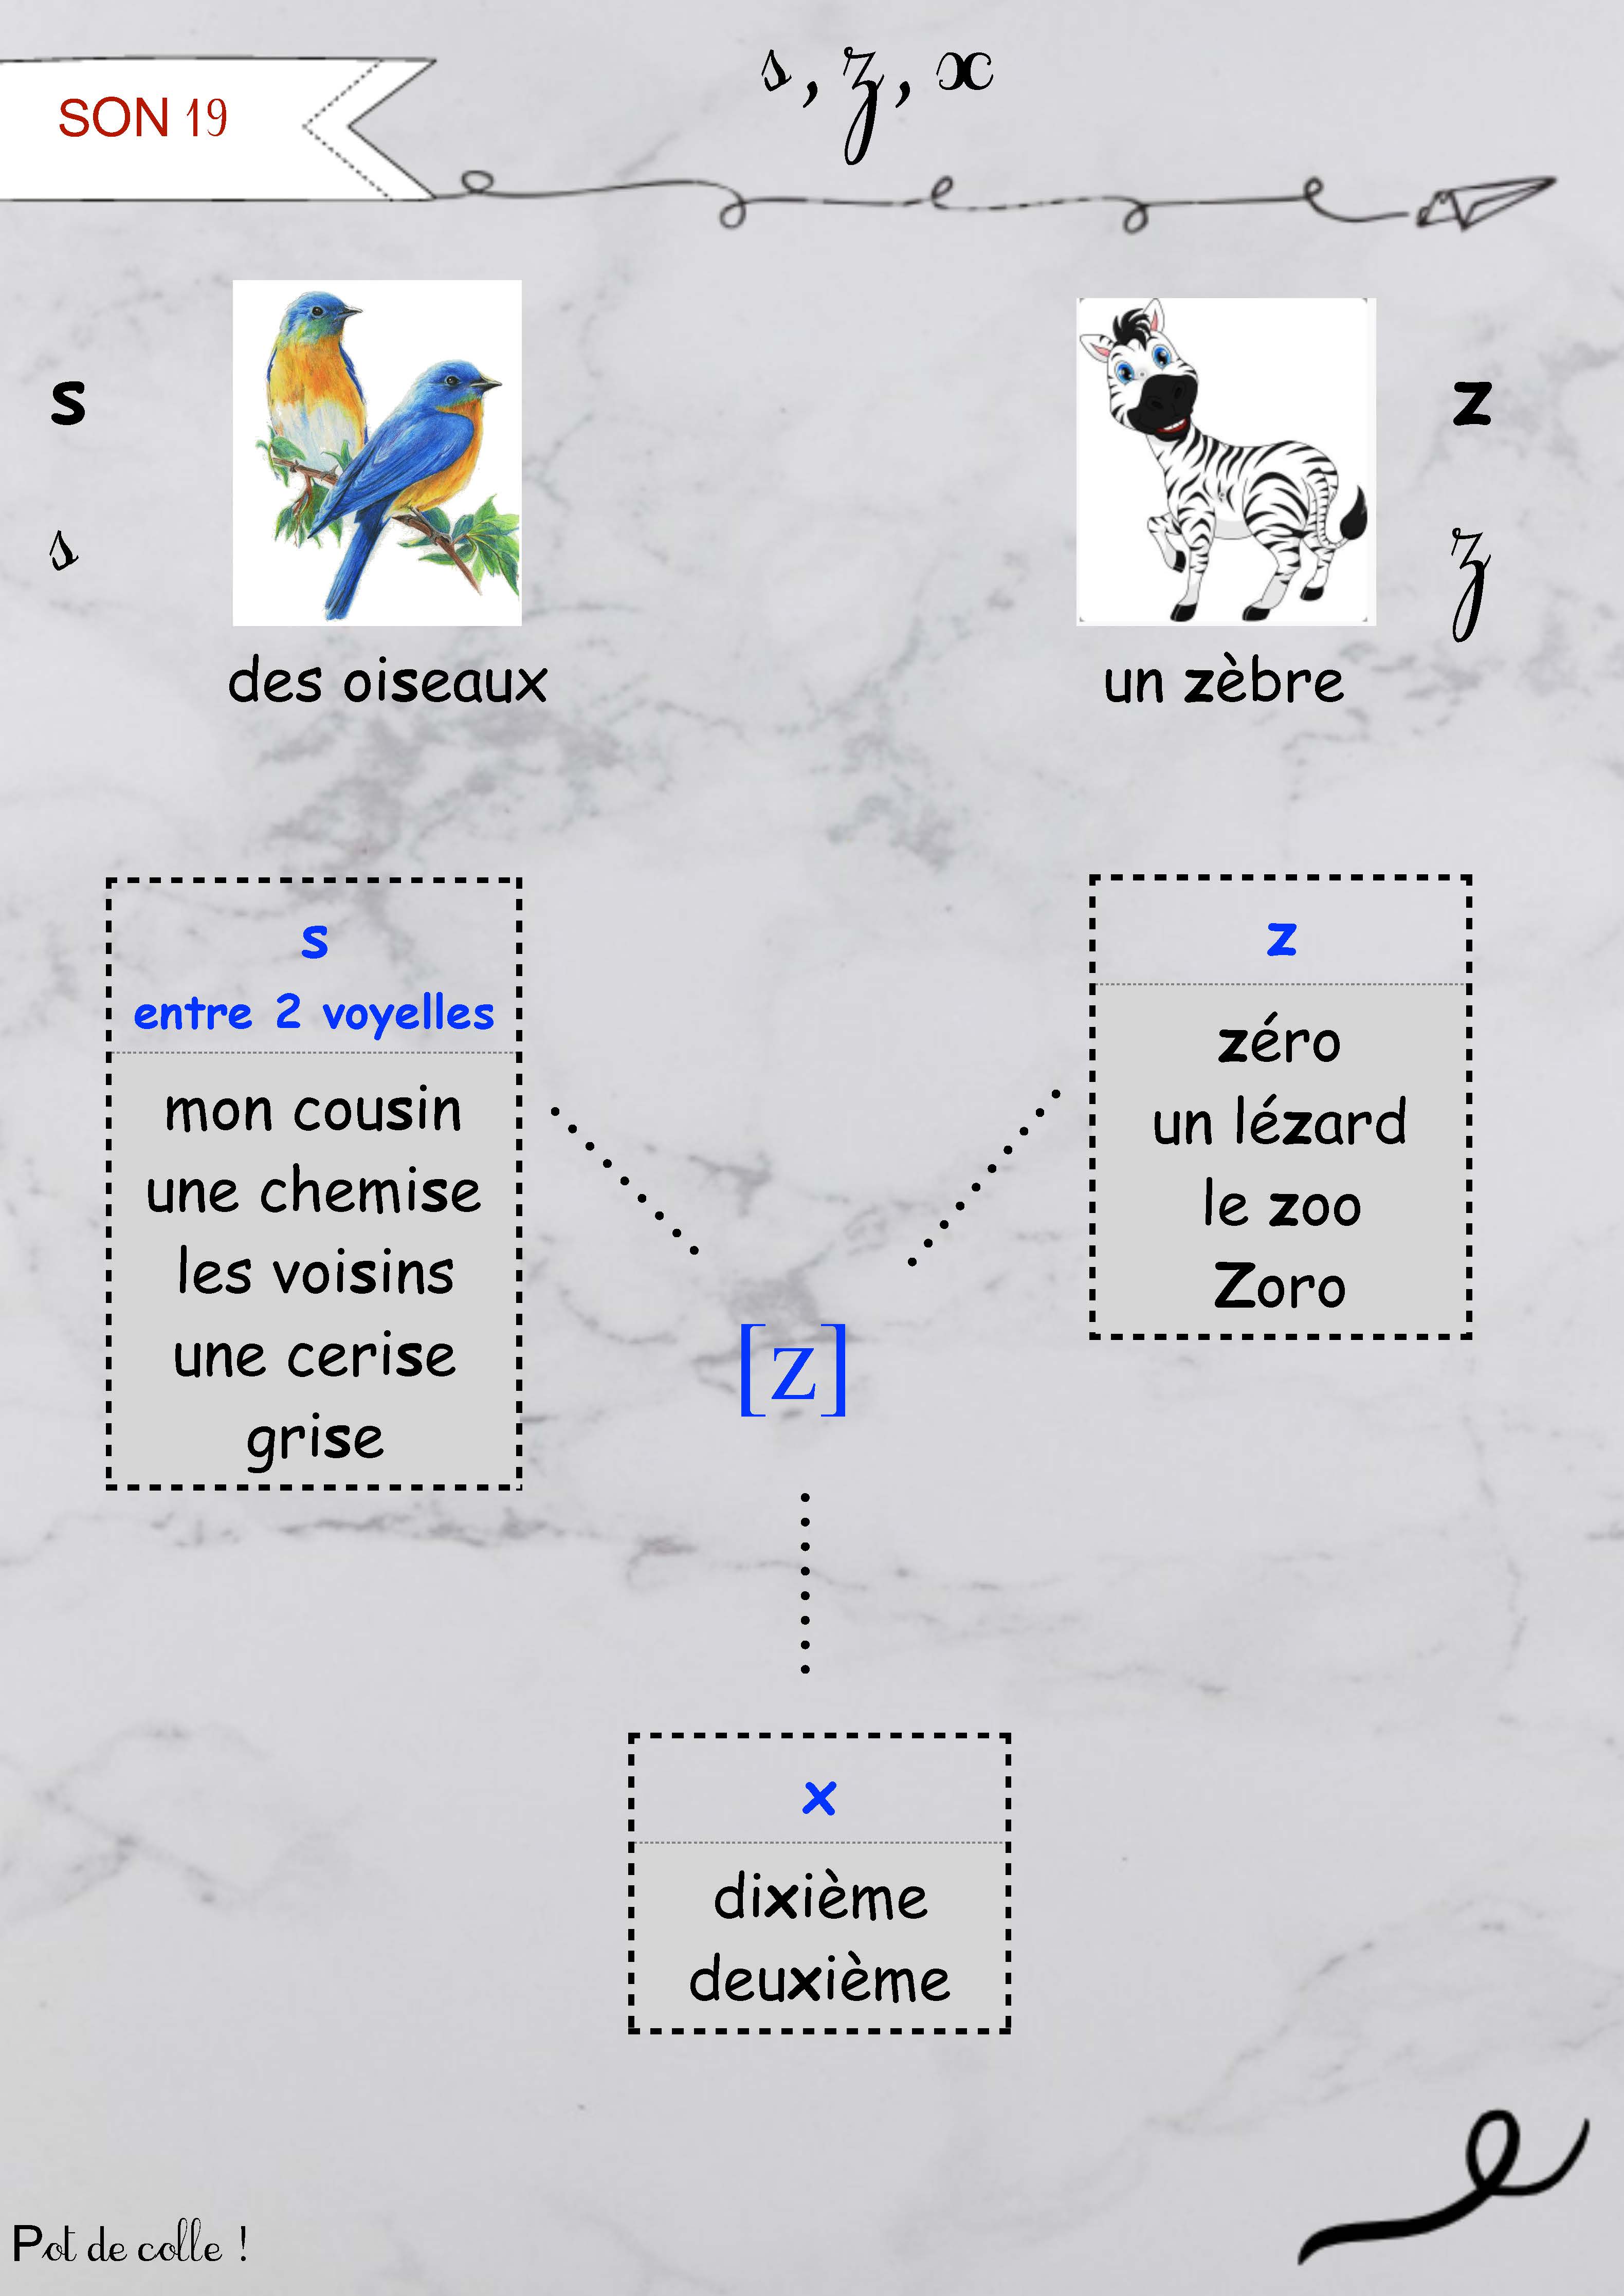 SON 19
s, z, x
s
z
s
z
des oiseaux
un zèbre
s
entre 2 voyelles
mon cousin
une chemise
les voisins
une cerise
grise
z
zéro
un lézard
le zoo
Zoro
[z]
x
dixième
deuxième
Pot de colle !